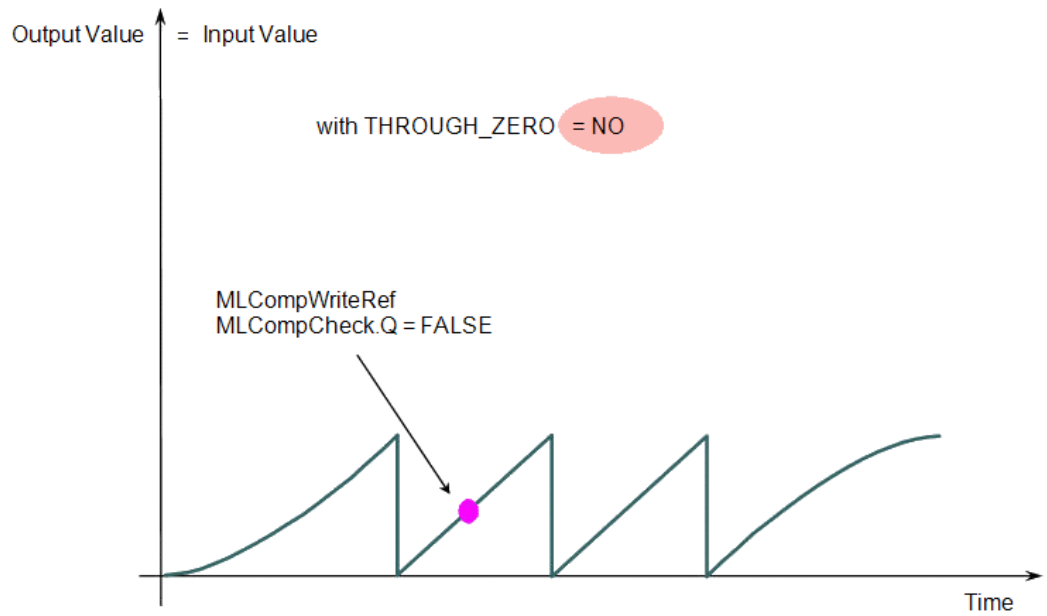 Output Value = Input Value
with THROUGH_ZERO = NO
MLCompWriteRef
MLCompCheck.Q = FALSE
Time